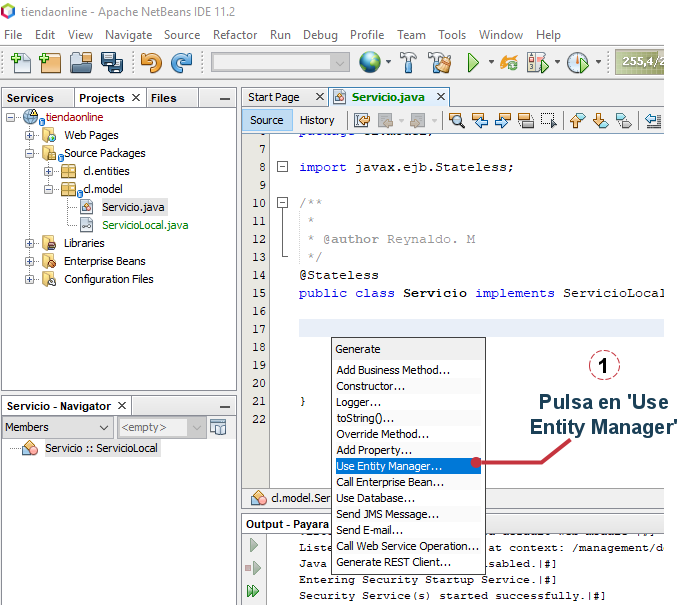 tiendaonline - Apache NetBeans IDE 11.2
File Edit View Navigate Source Refactor Run Debug Profile Team Tools Window Help
255,4/2
Services Projects Files
tiendaonline
Web Pages
Source Packages
cl.entities
cl.model
Servicio.java
ServicioLocal.java
Libraries
Enterprise Beans
Configuration Files
Servicio - Navigator
Members <empty>
Servicio :: ServicioLocal
Start Page Servicio.java
Source History
7
8 import javax.ejb.Stateless;
9
10 /**
11 *
12 * @author Reynaldo. M
13 */
14 @Stateless
15 public class Servicio implements ServicioLocal
16
17
18
19
20
21 }
22
Generate
Add Business Method...
Constructor...
Logger...
toString()...
Override Method...
Add Property...
Use Entity Manager...
Call Enterprise Bean...
Use Database...
Send JMS Message...
Send E-mail...
Call Web Service Operation...
Generate REST Client...
1
Pulsa en 'Use
Entity Manager'
cl.model.Ser
Output - Payara
Liste at context: /management/do
Java sabled.|#]
Entering Security Startup Service.|#]
Security Service(s) started successfully.|#]